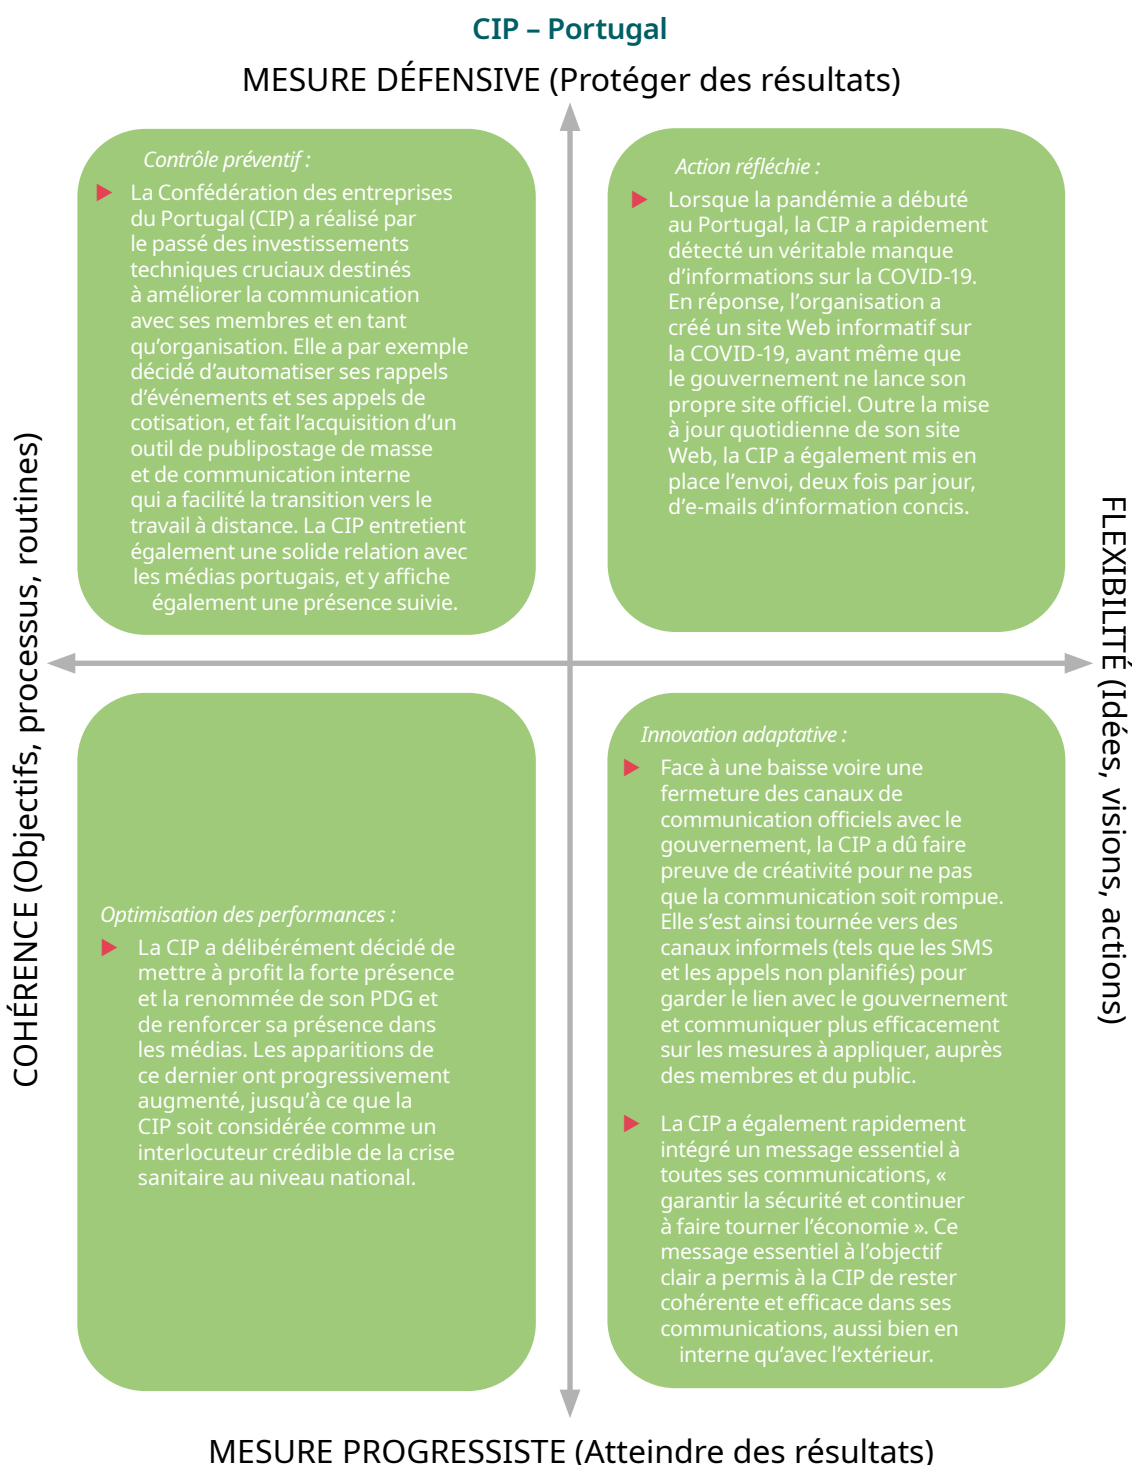 CIP – Portugal
MESURE DÉFENSIVE (Protéger des résultats)
Contrôle préventif :
La Confédération des entreprises
du Portugal (CIP) a réalisé par
le passé des investissements
techniques cruciaux destinés
à améliorer la communication
avec ses membres et en tant
qu’organisation. Elle a par exemple
décidé d’automatiser ses rappels
d’événements et ses appels de
cotisation, et fait l’acquisition d’un
outil de publipostage de masse
et de communication interne
qui a facilité la transition vers le
travail à distance. La CIP entretient
également une solide relation avec
les médias portugais, et y affiche
également une présence suivie.
Action réfléchie :
Lorsque la pandémie a débuté
au Portugal, la CIP a rapidement
détecté un véritable manque
d’informations sur la COVID-19.
En réponse, l’organisation a
créé un site Web informatif sur
la COVID-19, avant même que
le gouvernement ne lance son
propre site officiel. Outre la mise
à jour quotidienne de son site
Web, la CIP a également mis en
place l’envoi, deux fois par jour,
d’e-mails d’information concis.
COHÉRENCE (Objectifs, processus, routines)
FLEXIBILITÉ (Idées, visions, actions)
Optimisation des performances :
La CIP a délibérément décidé de
mettre à profit la forte présence
et la renommée de son PDG et
de renforcer sa présence dans
les médias. Les apparitions de
ce dernier ont progressivement
augmenté, jusqu’à ce que la
CIP soit considérée comme un
interlocuteur crédible de la crise
sanitaire au niveau national.
Innovation adaptative :
Face à une baisse voire une
fermeture des canaux de
communication officiels avec le
gouvernement, la CIP a dû faire
preuve de créativité pour ne pas
que la communication soit rompue.
Elle s’est ainsi tournée vers des
canaux informels (tels que les SMS
et les appels non planifiés) pour
garder le lien avec le gouvernement
et communiquer plus efficacement
sur les mesures à appliquer, auprès
des membres et du public.
La CIP a également rapidement
intégré un message essentiel à
toutes ses communications, «
garantir la sécurité et continuer
à faire tourner l’économie ». Ce
message essentiel à l’objectif
clair a permis à la CIP de rester
cohérente et efficace dans ses
communications, aussi bien en
interne qu’avec l’extérieur.
MESURE PROGRESSISTE (Atteindre des résultats)